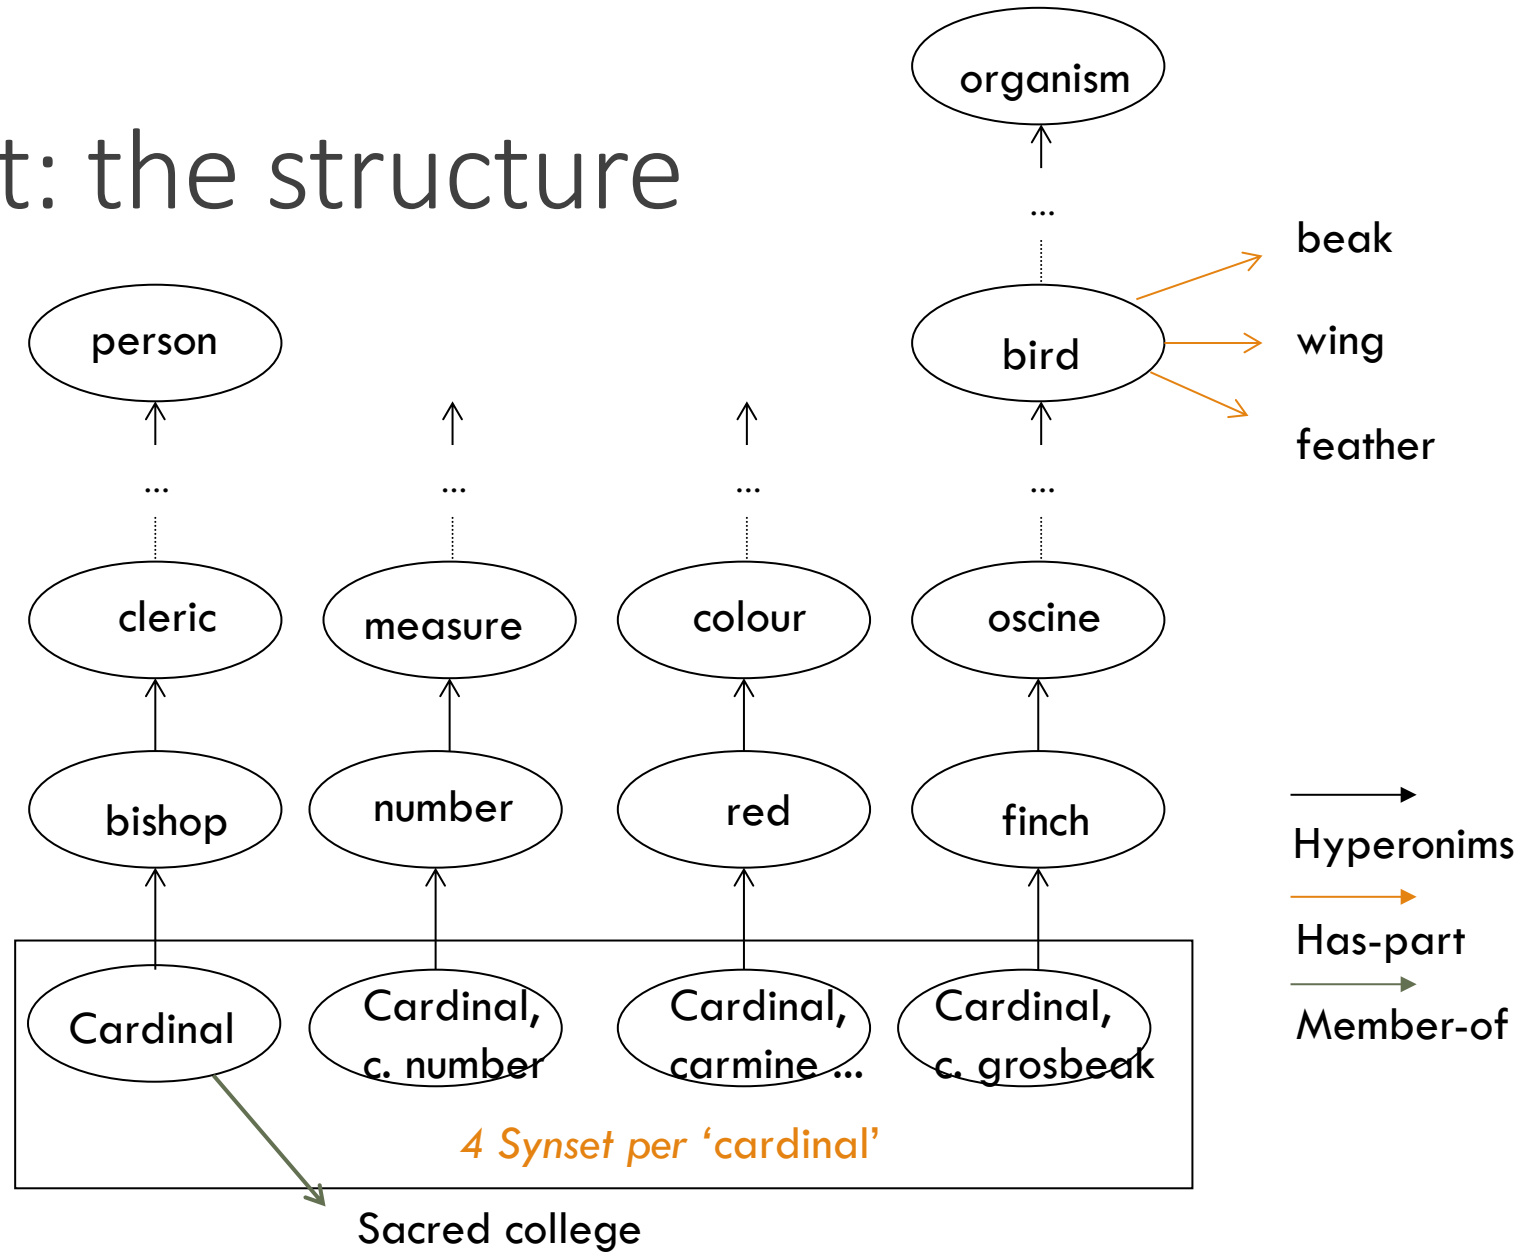 organism
t: the structure
...
beak
person
bird
wing
feather
...
...
...
...
cleric
measure
colour
oscine
bishop
number
red
finch
Hyperonims
Has-part
Member-of
Cardinal
Cardinal,
c. number
Cardinal,
carmine ...
Cardinal,
c. grosbeak
4 Synset per ‘cardinal’
Sacred college